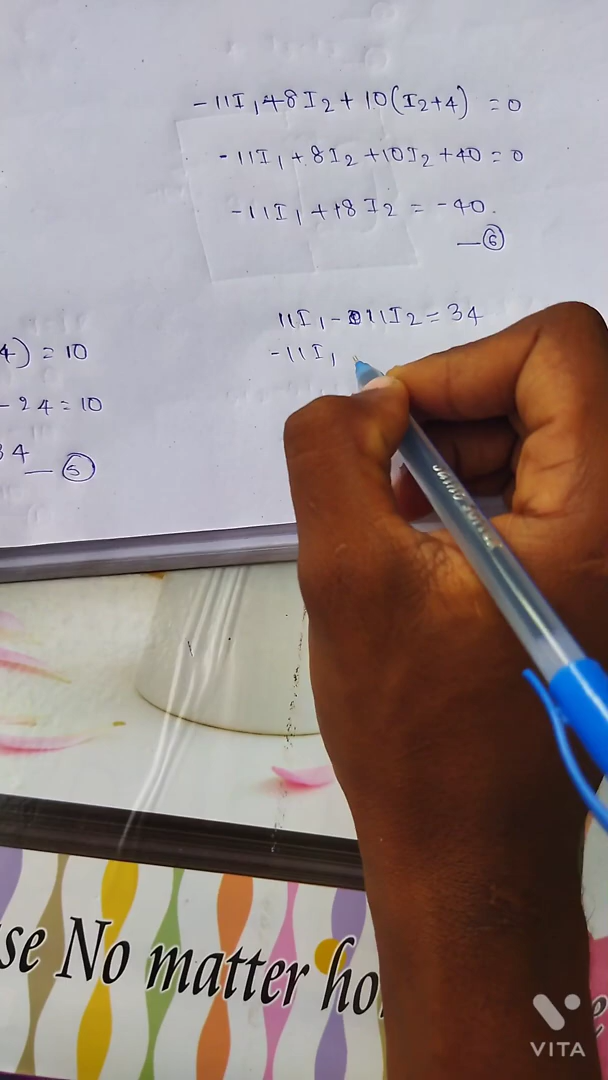 -11I₁+8I₂+10(I₂+4) =0
-11I₁+8I₂+10I₂+40=0
-11I₁+18I₂ = -40.
—⑥
11I₁-11I₂=34
-11I₁
4)=10
-24=10
34 —⑤
se No matter ho
VITA